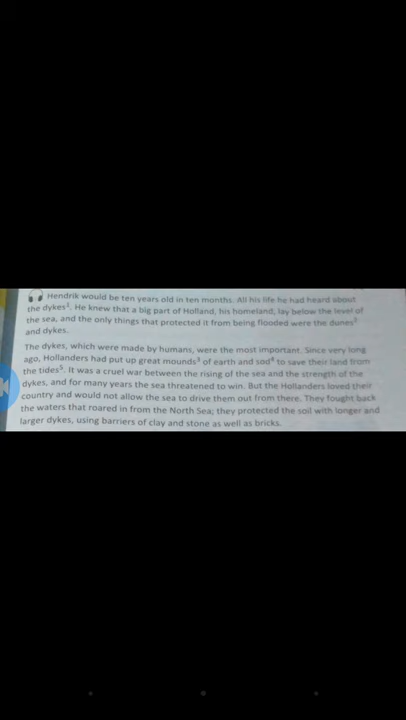 Hendrik would be ten years old in ten months. All his life he had heard about
the dykes¹. He knew that a big part of Holland, his homeland, lay below the level of
the sea, and the only things that protected it from being flooded were the dunes²
and dykes.
The dykes, which were made by humans, were the most important. Since very long
ago, Hollanders had put up great mounds³ of earth and sod⁴ to save their land from
the tides⁵. It was a cruel war between the rising of the sea and the strength of the
dykes, and for many years the sea threatened to win. But the Hollanders loved their
country and would not allow the sea to drive them out from there. They fought back
the waters that roared in from the North Sea; they protected the soil with longer and
larger dykes, using barriers of clay and stone as well as bricks.